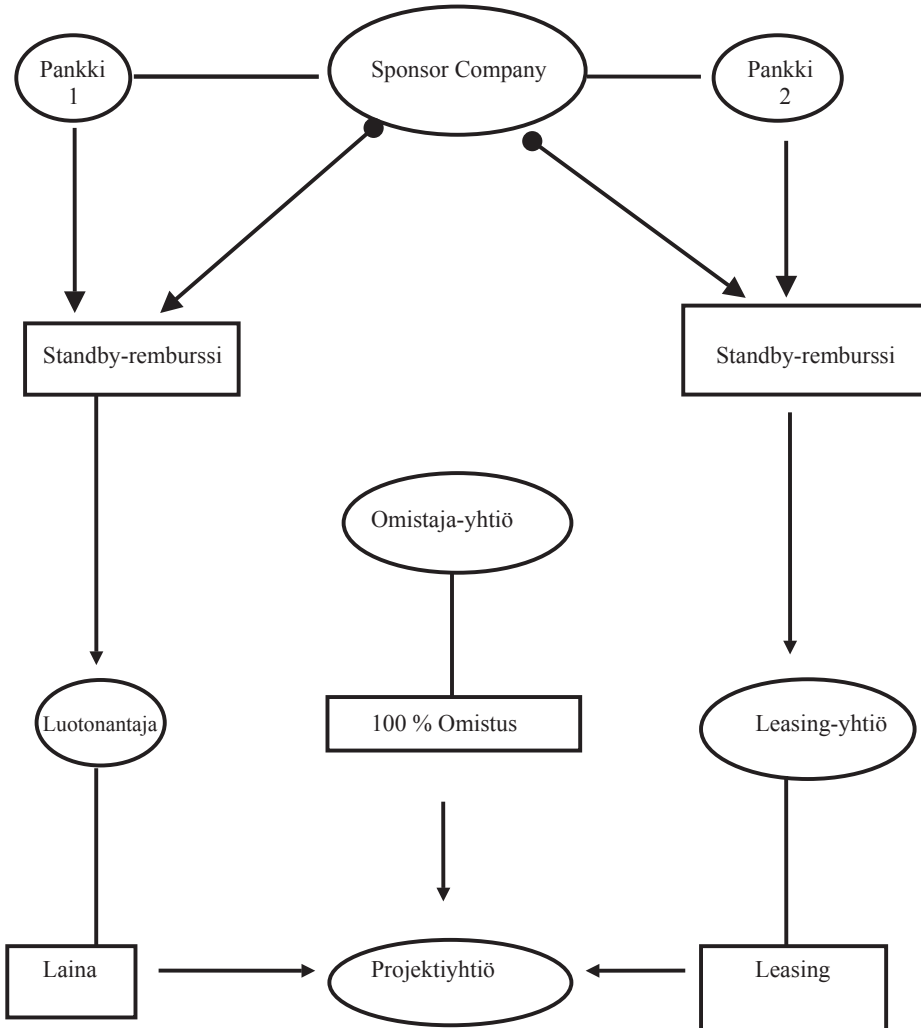 Pankki
1
Sponsor Company
Pankki
2
Standby-remburssi
Standby-remburssi
Omistaja-yhtiö
Luotonantaja
100 % Omistus
Leasing-yhtiö
Laina
Projektiyhtiö
Leasing